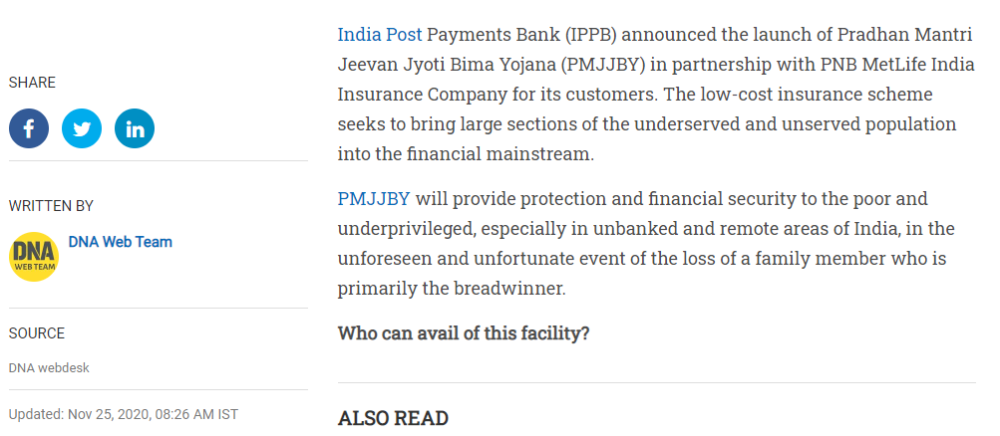 SHARE
WRITTEN BY
DNA
WEB TEAM
DNA Web Team
SOURCE
DNA webdesk
Updated: Nov 25, 2020, 08:26 AM IST
India Post Payments Bank (IPPB) announced the launch of Pradhan Mantri
Jeevan Jyoti Bima Yojana (PMJJBY) in partnership with PNB MetLife India
Insurance Company for its customers. The low-cost insurance scheme
seeks to bring large sections of the underserved and unserved population
into the financial mainstream.
PMJJBY will provide protection and financial security to the poor and
underprivileged, especially in unbanked and remote areas of India, in the
unforeseen and unfortunate event of the loss of a family member who is
primarily the breadwinner.
Who can avail of this facility?
ALSO READ